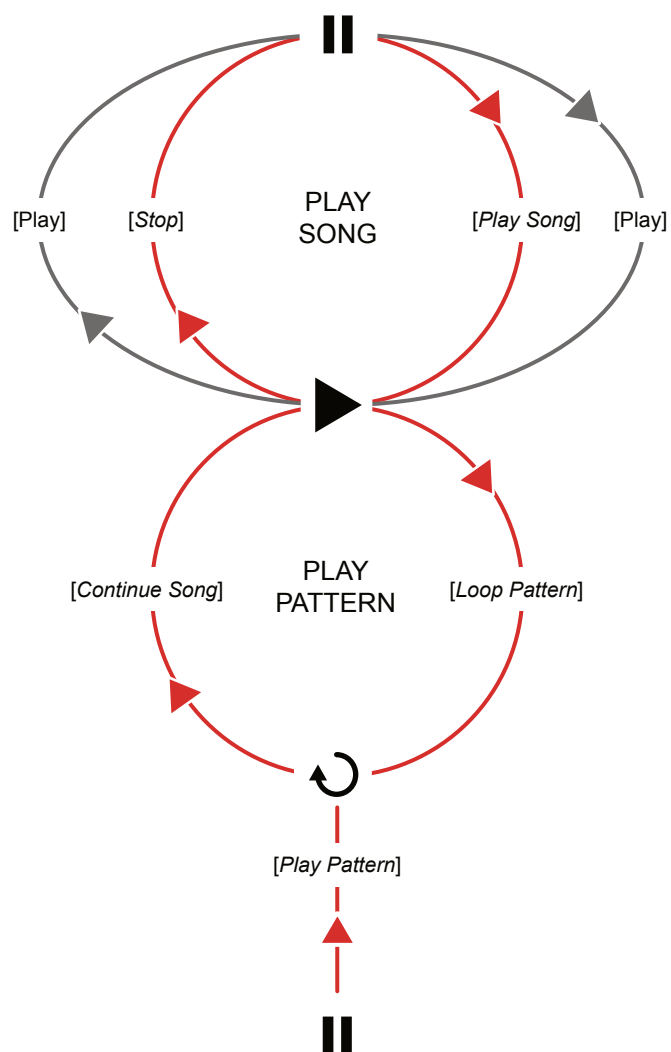 PLAY
SONG
[Play] [Stop] [Play Song] [Play]
PLAY
PATTERN
[Continue Song] [Loop Pattern]
[Play Pattern]